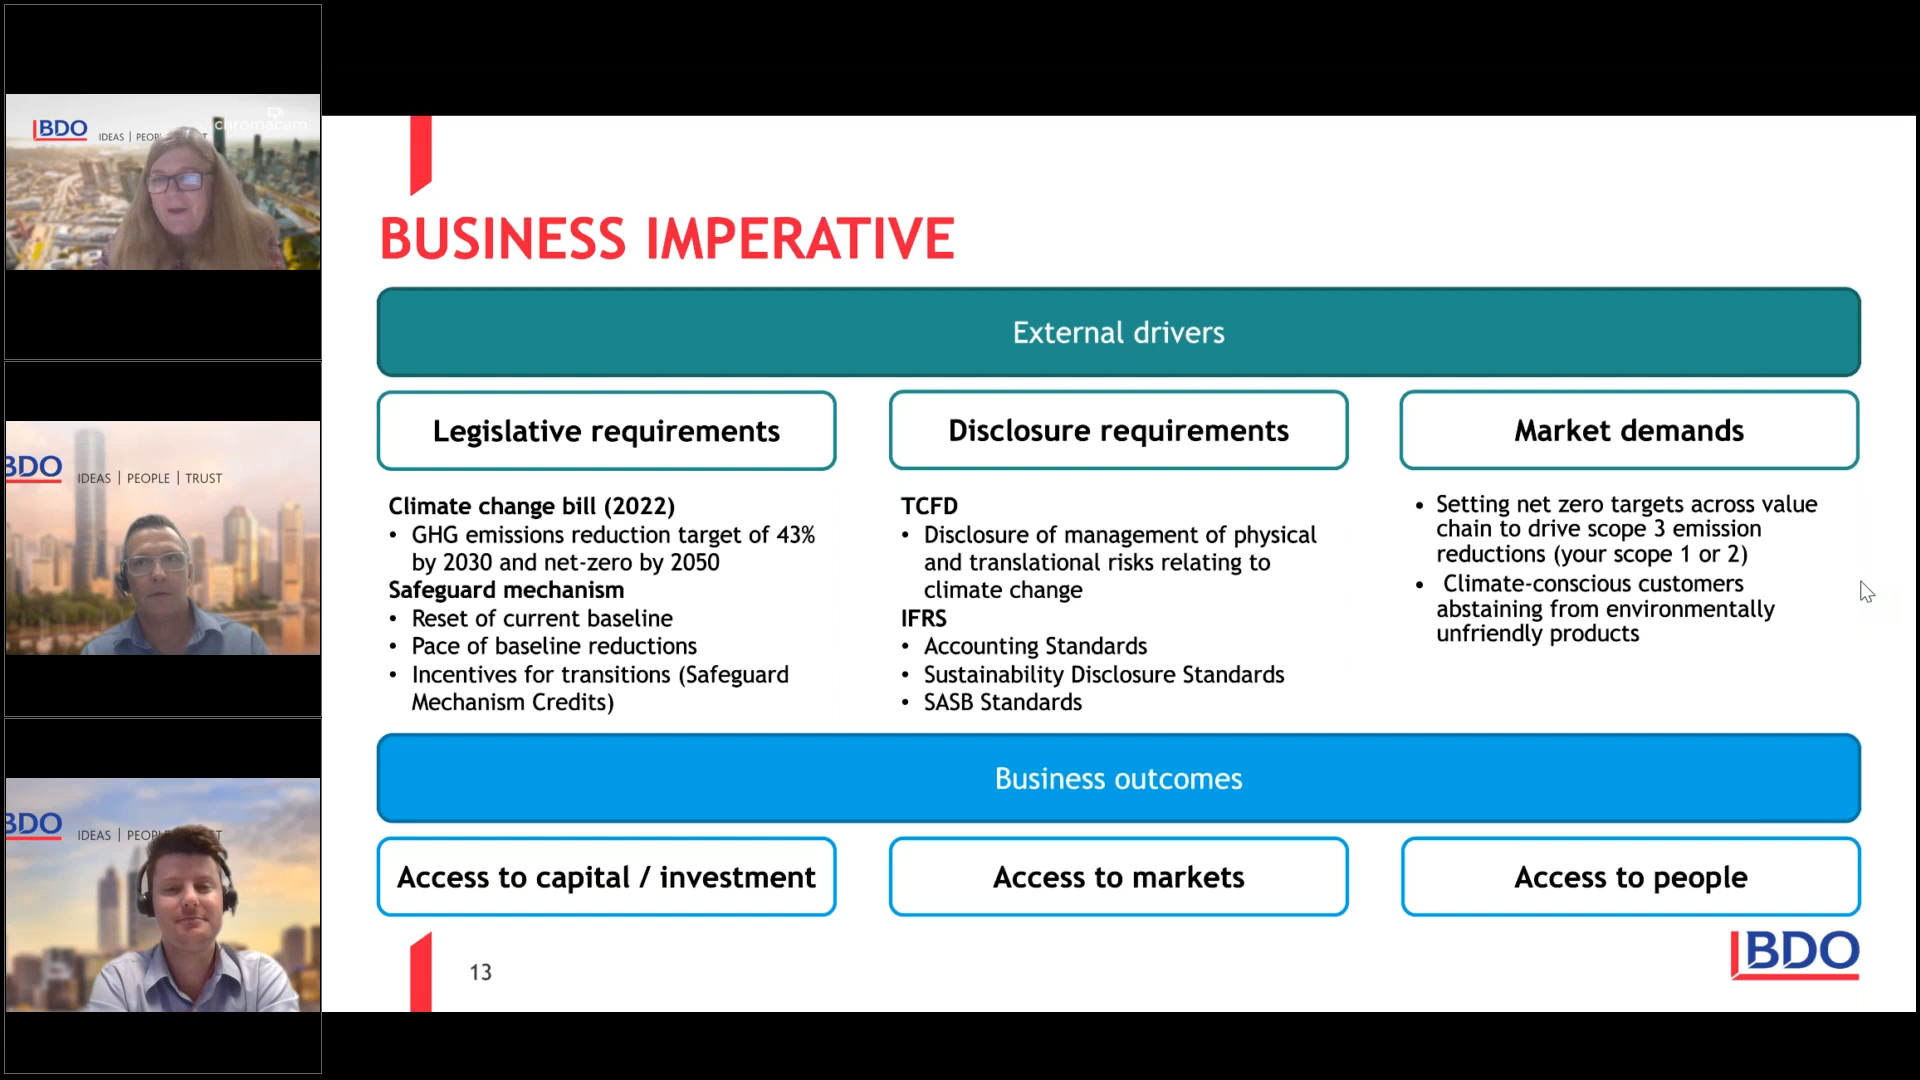 BDO IDEAS | PEOP
chromacam
BDO IDEAS | PEOPLE | TRUST
BDO IDEAS | PEOPL T
BUSINESS IMPERATIVE
External drivers
Legislative requirements
Climate change bill (2022)
• GHG emissions reduction target of 43%
by 2030 and net-zero by 2050
Safeguard mechanism
• Reset of current baseline
• Pace of baseline reductions
• Incentives for transitions (Safeguard
Mechanism Credits)
Disclosure requirements
TCFD
• Disclosure of management of physical
and translational risks relating to
climate change
IFRS
• Accounting Standards
• Sustainability Disclosure Standards
• SASB Standards
Market demands
• Setting net zero targets across value
chain to drive scope 3 emission
reductions (your scope 1 or 2)
• Climate-conscious customers
abstaining from environmentally
unfriendly products
Business outcomes
Access to capital / investment
Access to markets
Access to people
13
BDO